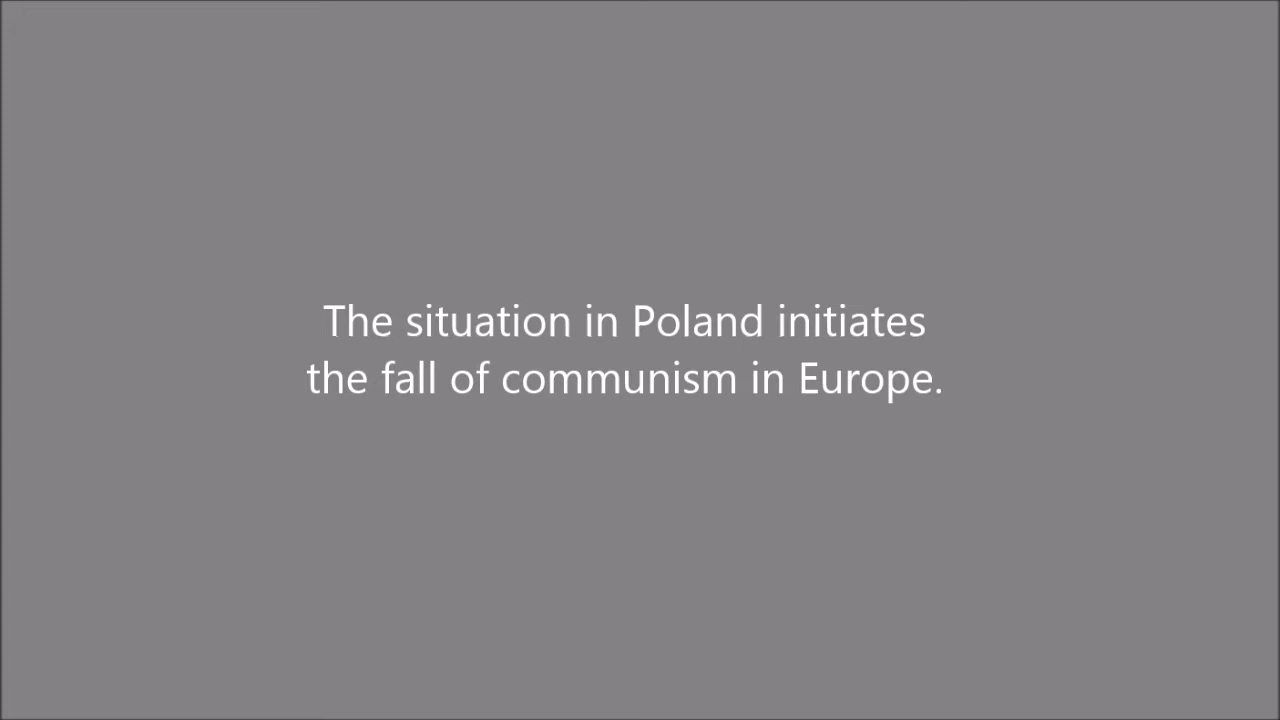 The situation in Poland initiates
the fall of communism in Europe.